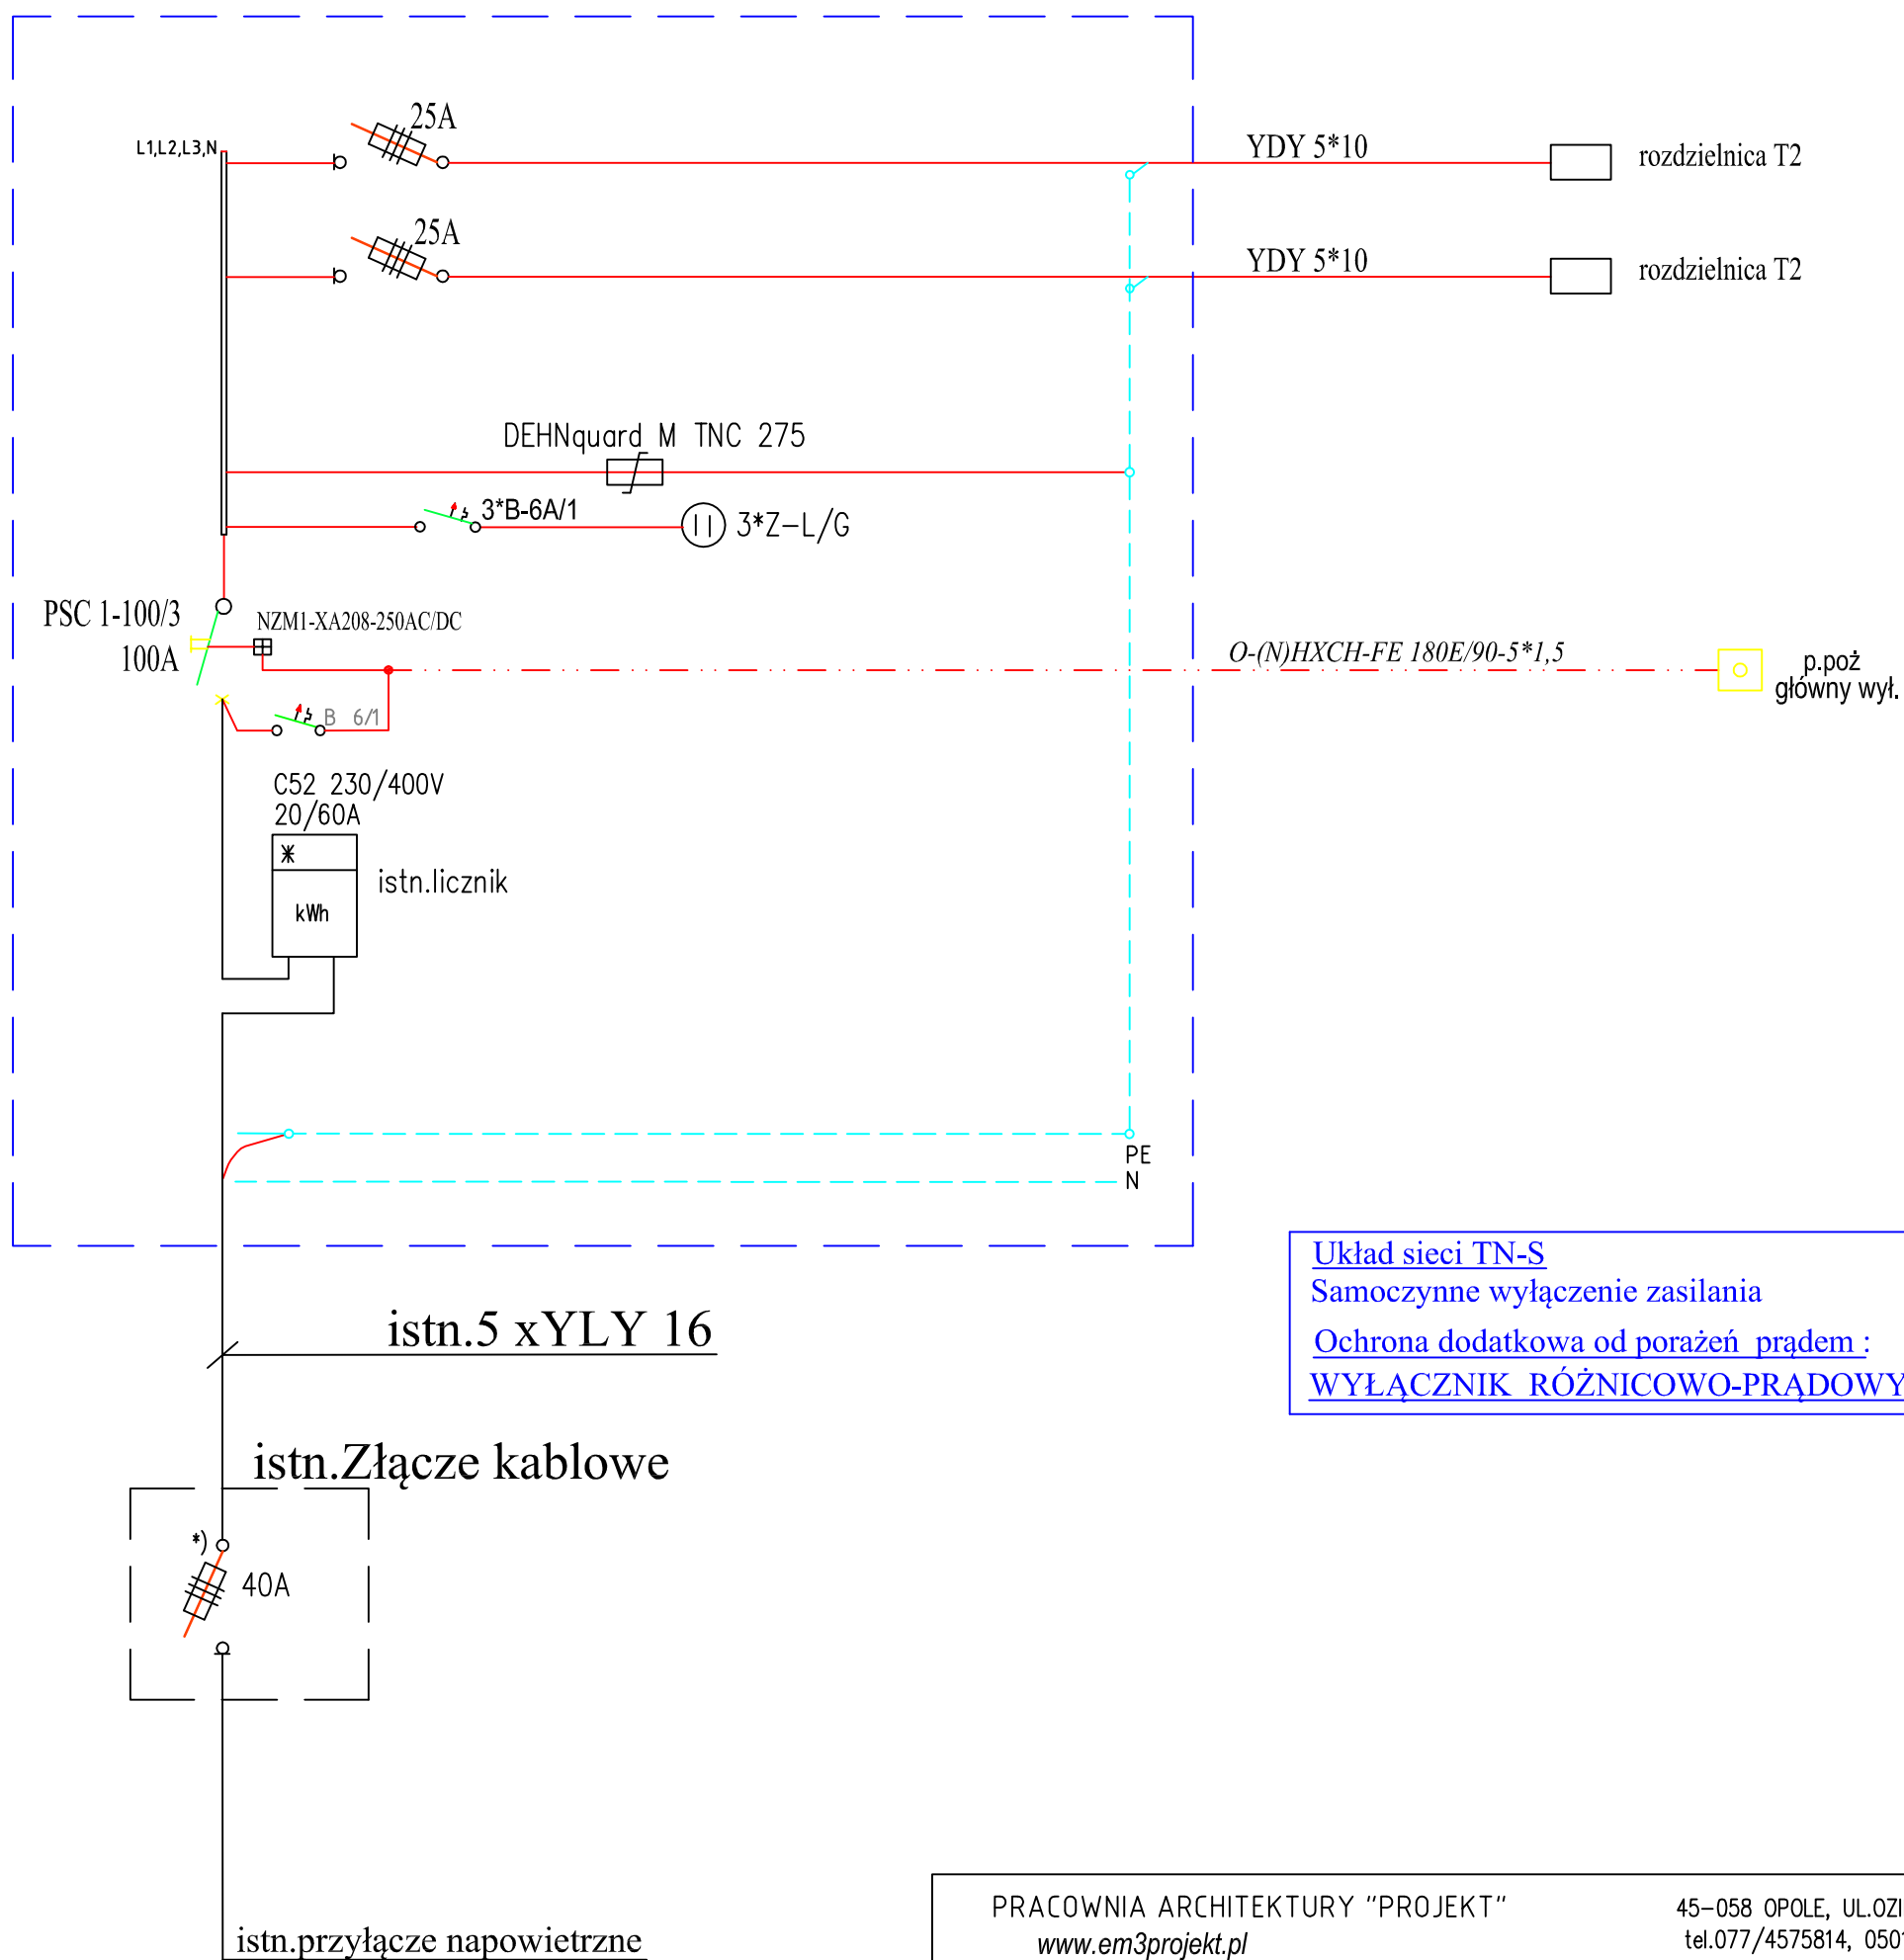 25A
L1,L2,L3,N
YDY 5*10
rozdzielnica T2
25A
YDY 5*10
rozdzielnica T2
DEHNquard M TNC 275
3*B-6A/1
3*Z-L/G
PSC 1-100/3
100A
NZM1-XA208-250AC/DC
O-(N)HXCH-FE 180E/90-5*1,5
p.poż
główny wył.
B 6/1
C52 230/400V
20/60A
istn.licznik
kWh
PE
N
Układ sieci TN-S
Samoczynne wyłączenie zasilania
Ochrona dodatkowa od porażeń prądem :
WYŁĄCZNIK RÓŻNICOWO-PRĄDOWY
istn.5 xYLY 16
istn.Złącze kablowe
*)
40A
istn.przyłącze napowietrzne
PRACOWNIA ARCHITEKTURY "PROJEKT"
www.em3projekt.pl
45-058 OPOLE, UL.OZI
tel.077/4575814, 050